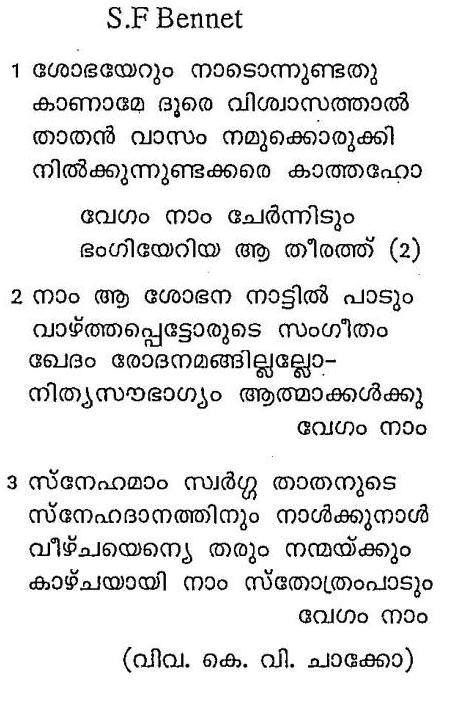 S.F Bennet
1 ശോഭയേറും നാടൊന്നുണ്ടതു
കാണാമേ ദൂരെ വിശ്വാസത്താൽ
താതൻ വാസം നമുക്കൊരുക്കി
നിൽക്കുന്നുണ്ടക്കരെ കാത്തഹോ
വേഗം നാം ചേർന്നിടും
ഭംഗിയേറിയ ആ തീരത്ത് (2)
2 നാം ആ ശോഭന നാട്ടിൽ പാടും
വാഴ്ത്തപ്പെട്ടോരുടെ സംഗീതം
ഖേദം രോദനമങ്ങില്ലല്ലോ-
നിത്യസൗഭാഗ്യം ആത്മാക്കൾക്കു
വേഗം നാം
3 സ്നേഹമാം സ്വർഗ്ഗ താതനുടെ
സ്നേഹദാനത്തിനും നാൾക്കുനാൾ
വീഴ്ചയെന്യെ തരും നന്മയ്ക്കും
കാഴ്ചയായി നാം സ്തോത്രംപാടും
വേഗം നാം
(വിവ. കെ. വി. ചാക്കോ)